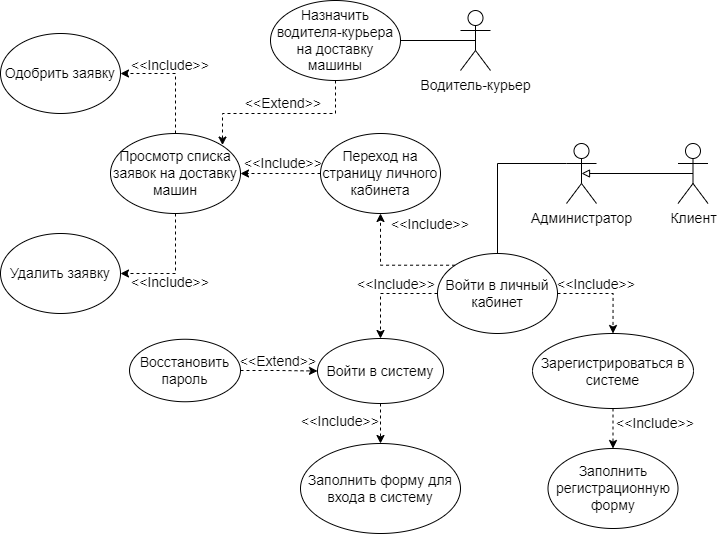 Назначить
водителя-курьера
на доставку
машины
Водитель-курьер
Одобрить заявку
<<Include>>
<<Extend>>
Просмотр списка
заявок на доставку
машин
<<Include>>
Переход на
страницу личного
кабинета
Администратор
Клиент
<<Include>>
Удалить заявку
<<Include>>
<<Include>>
Войти в личный
кабинет
<<Include>>
Восстановить
пароль
<<Extend>>
Войти в систему
Зарегистрироваться в
системе
<<Include>>
<<Include>>
Заполнить форму для
входа в систему
Заполнить
регистрационную
форму